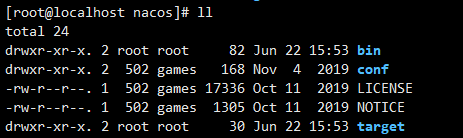 [root@localhost nacos]# ll
total 24
drwxr-xr-x. 2 root root     82 Jun 22 15:53 bin
drwxr-xr-x. 2  502 games   168 Nov  4  2019 conf
-rw-r--r--. 1  502 games 17336 Oct 11  2019 LICENSE
-rw-r--r--. 1  502 games  1305 Oct 11  2019 NOTICE
drwxr-xr-x. 2 root root     30 Jun 22 15:53 target